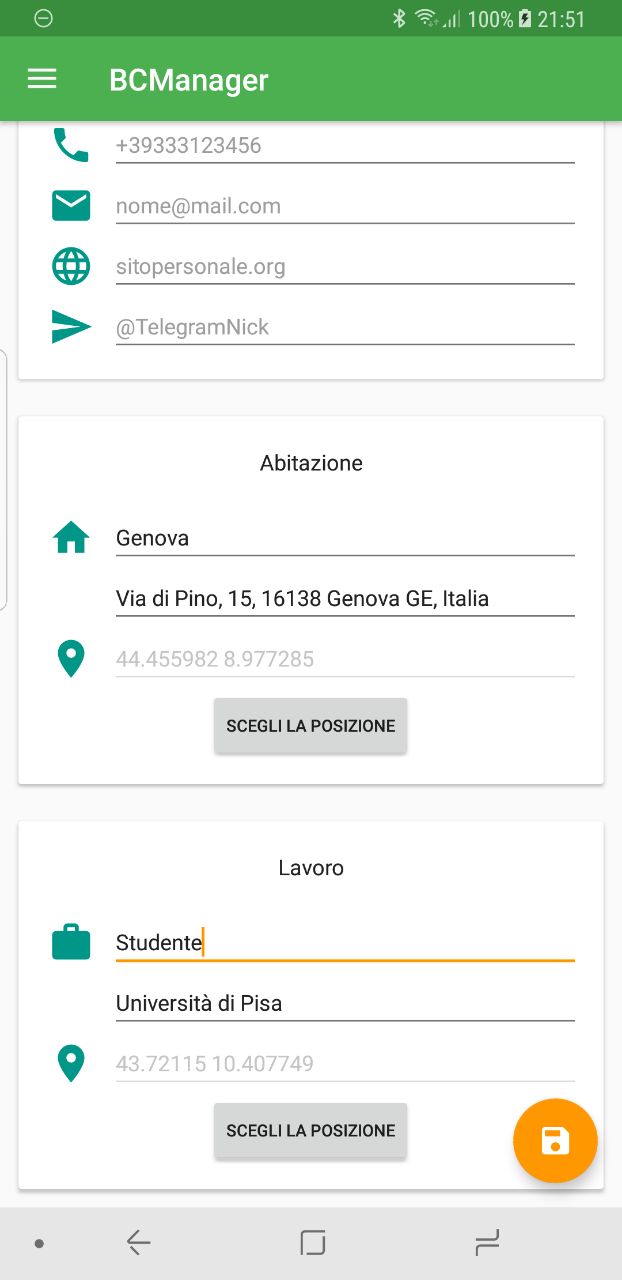 100% 21:51
BCManager
+39333123456
nome@mail.com
sitopersonale.org
@TelegramNick
Abitazione
Genova
Via di Pino, 15, 16138 Genova GE, Italia
44.455982 8.977285
SCEGLI LA POSIZIONE
Lavoro
Studente
Università di Pisa
43.72115 10.407749
SCEGLI LA POSIZIONE